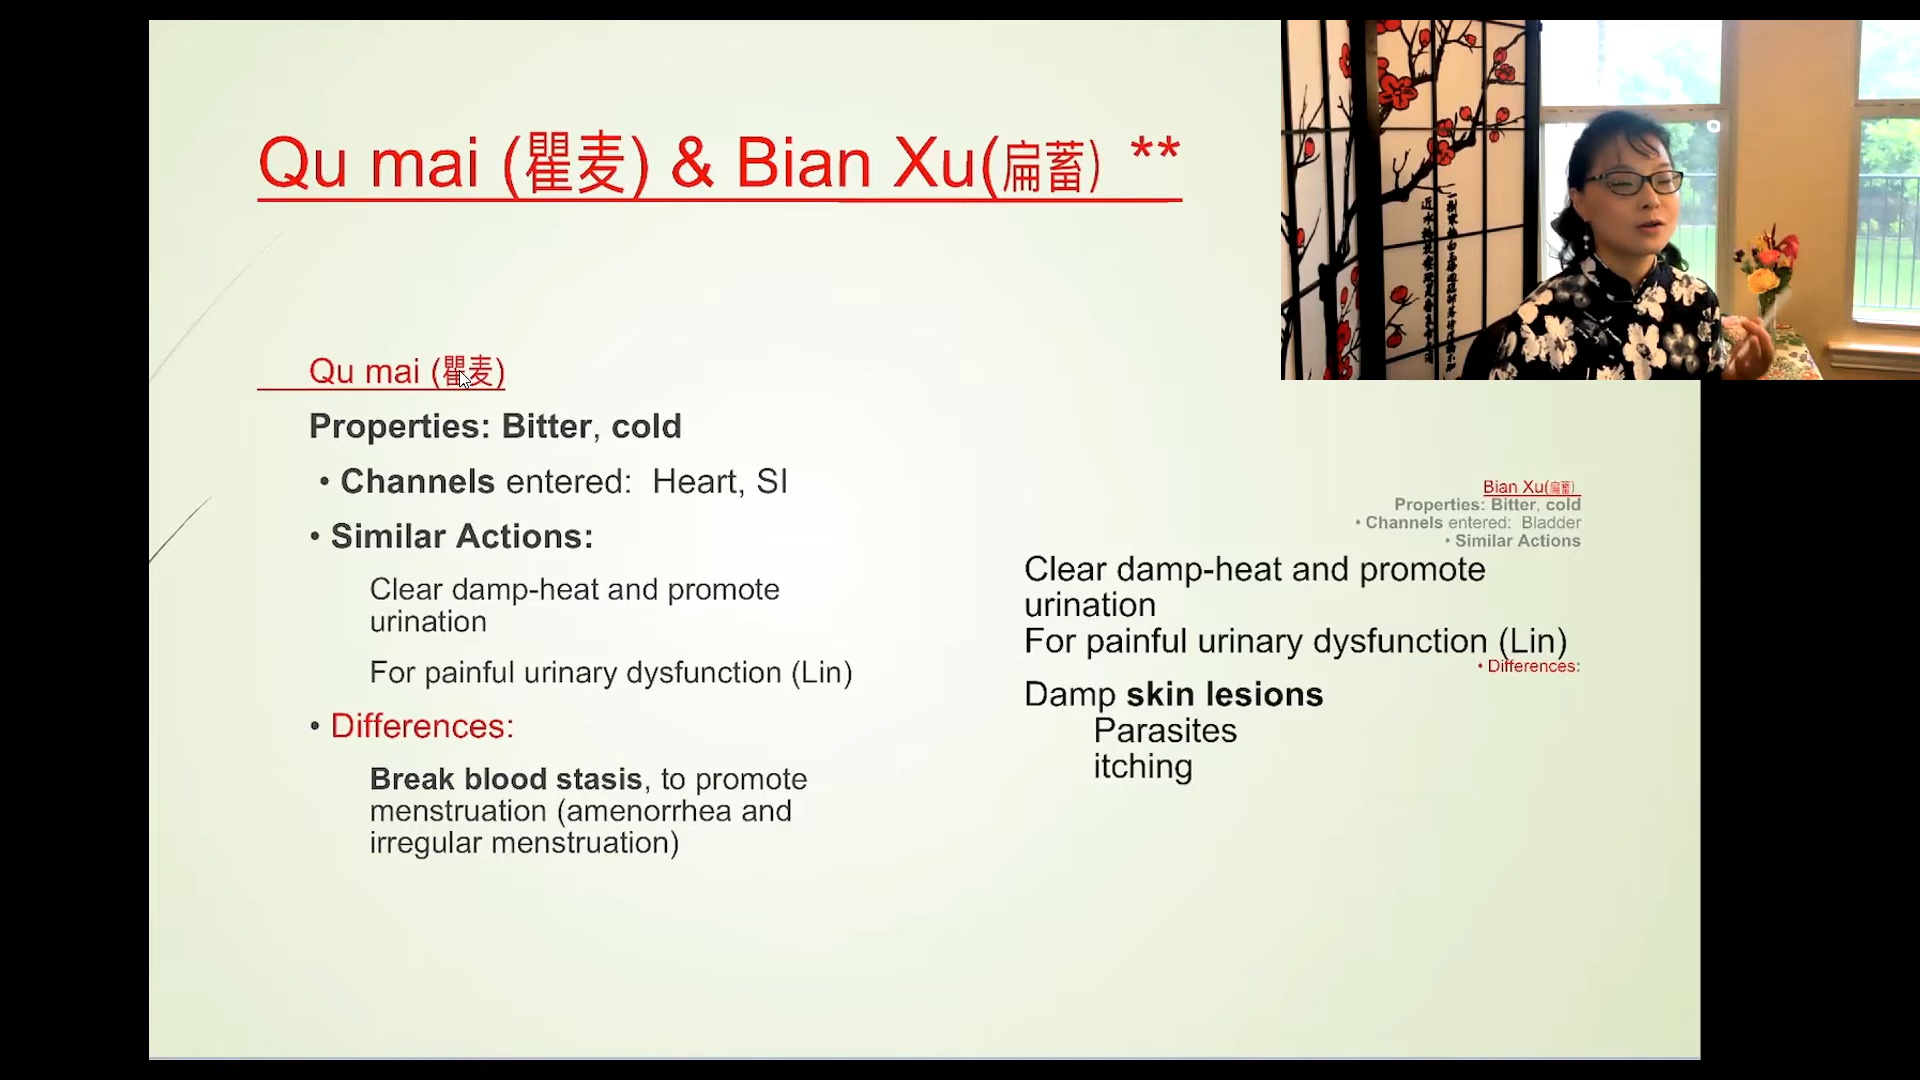 Qu mai (瞿麦) & Bian Xu(扁蓄) **
Qu mai (瞿麦)
Properties: Bitter, cold
• Channels entered: Heart, SI
• Similar Actions:
Clear damp-heat and promote
urination
For painful urinary dysfunction (Lin)
• Differences:
Break blood stasis, to promote
menstruation (amenorrhea and
irregular menstruation)
Bian Xu(扁蓄)
Properties: Bitter, cold
• Channels entered: Bladder
• Similar Actions
Clear damp-heat and promote
urination
For painful urinary dysfunction (Lin)
• Differences:
Damp skin lesions
Parasites
itching